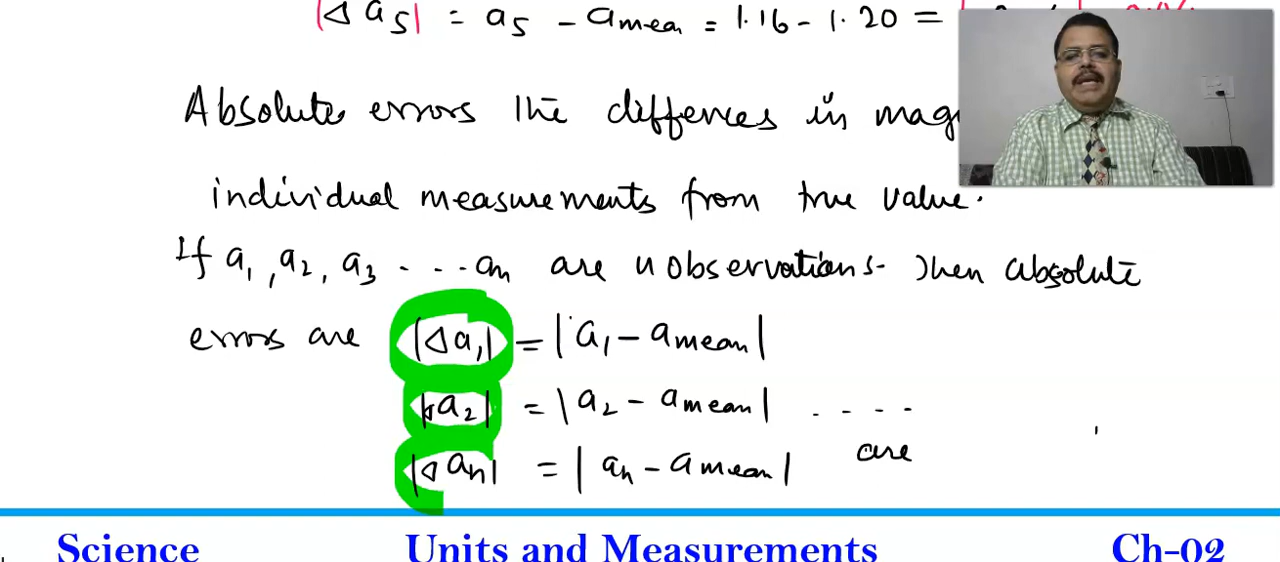 |Δa5| = a5 - amean = 1.16 - 1.20 =
Absolute errors The differences in mag
individual measurements from true value.
If a1, a2, a3 ....an are n observations. Then absolute
errors are |Δa1| = |a1 - amean|
|Δa2| = |a2 - amean| ....
|Δan| = |an - amean| are
Science Units and Measurements Ch-02